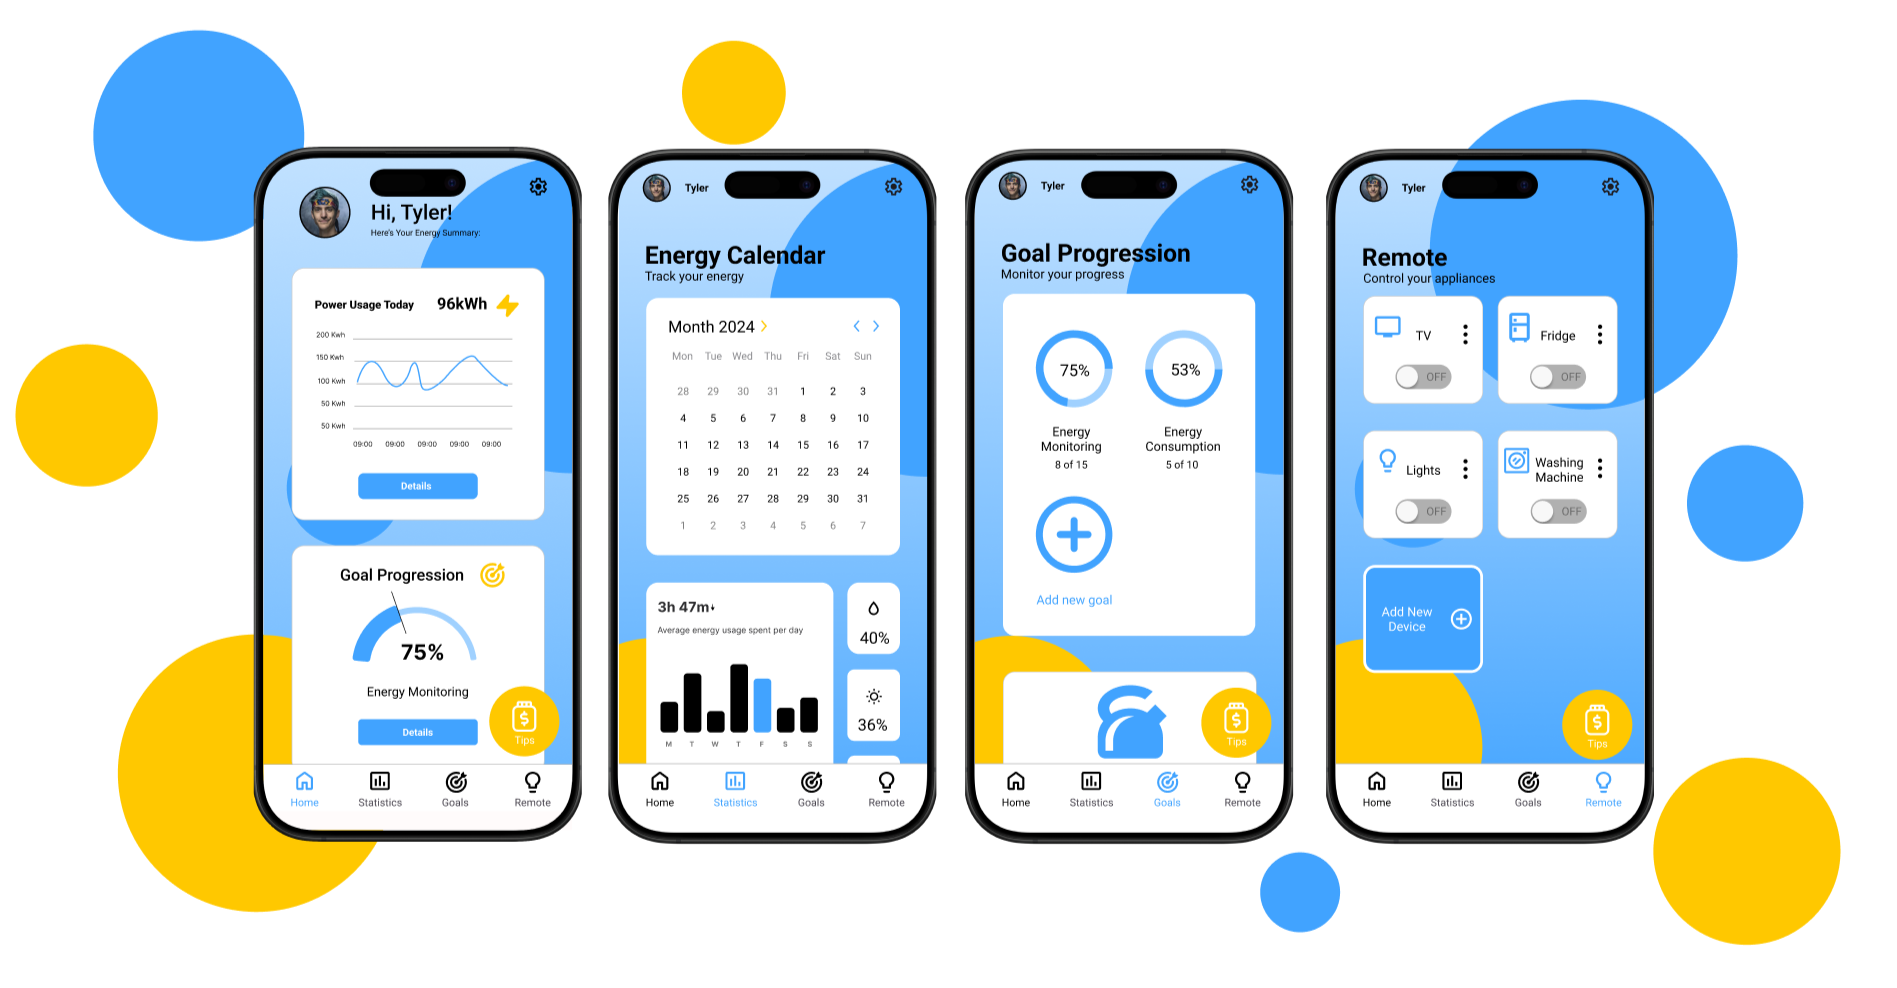 Hi, Tyler!
Here's Your Energy Summary:
Power Usage Today 96kWh
200 Kwh
150 Kwh
100 Kwh
50 Kwh
50 Kwh
09:00 09:00 09:00 09:00 09:00
Details
Goal Progression
75%
Energy Monitoring
Details
Tips
Home Statistics Goals Remote
Tyler
Energy Calendar
Track your energy
Month 2024
Mon Tue Wed Thu Fri Sat Sun
28 29 30 31 1 2 3
4 5 6 7 8 9 10
11 12 13 14 15 16 17
18 19 20 21 22 23 24
25 26 27 28 29 30 31
1 2 3 4 5 6 7
3h 47m
Average energy usage spent per day
M T W T F S S
40%
36%
Home Statistics Goals Remote
Tyler
Goal Progression
Monitor your progress
75%
Energy
Monitoring
8 of 15
53%
Energy
Consumption
5 of 10
Add new goal
Tips
Home Statistics Goals Remote
Tyler
Remote
Control your appliances
TV
OFF
Fridge
OFF
Lights
OFF
Washing
Machine
OFF
Add New
Device
Tips
Home Statistics Goals Remote